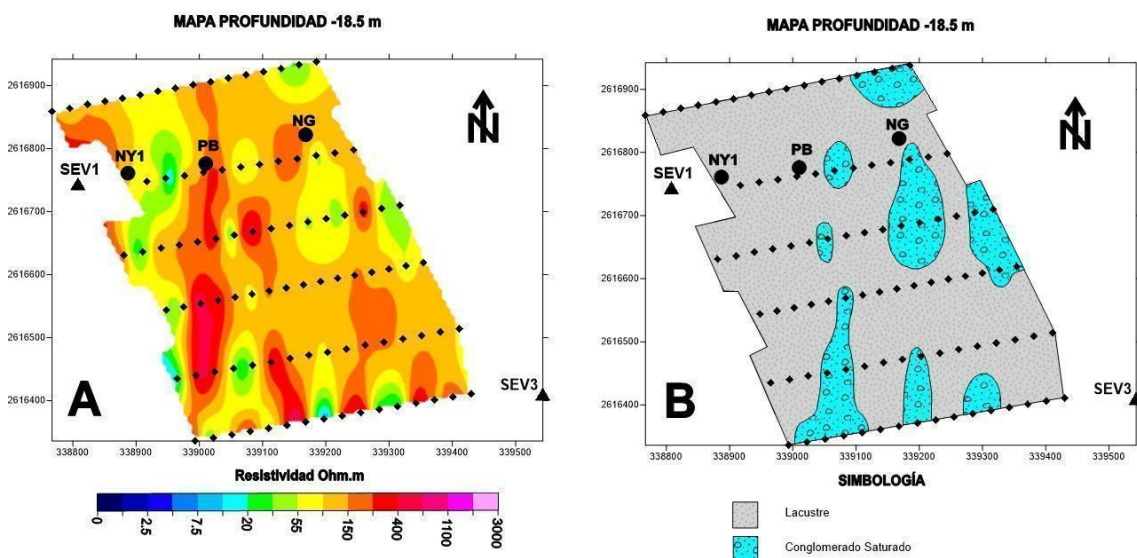 MAPA PROFUNDIDAD -18.5 m
2616900
2616800
2616700
2616600
2616500
2616400
338800
338900
339000
339100
339200
339300
339400
339500
SEV1
NY1
PB
NG
N
SEV3
A
Resistividad Ohm.m
0
2.5
7.5
20
55
150
400
1100
3000
MAPA PROFUNDIDAD -18.5 m
2616900
2616800
2616700
2616600
2616500
2616400
338800
338900
339000
339100
339200
339300
339400
339500
SEV1
NY1
PB
NG
N
SEV3
B
SIMBOLOGÍA
Lacustre
Conglomerado Saturado